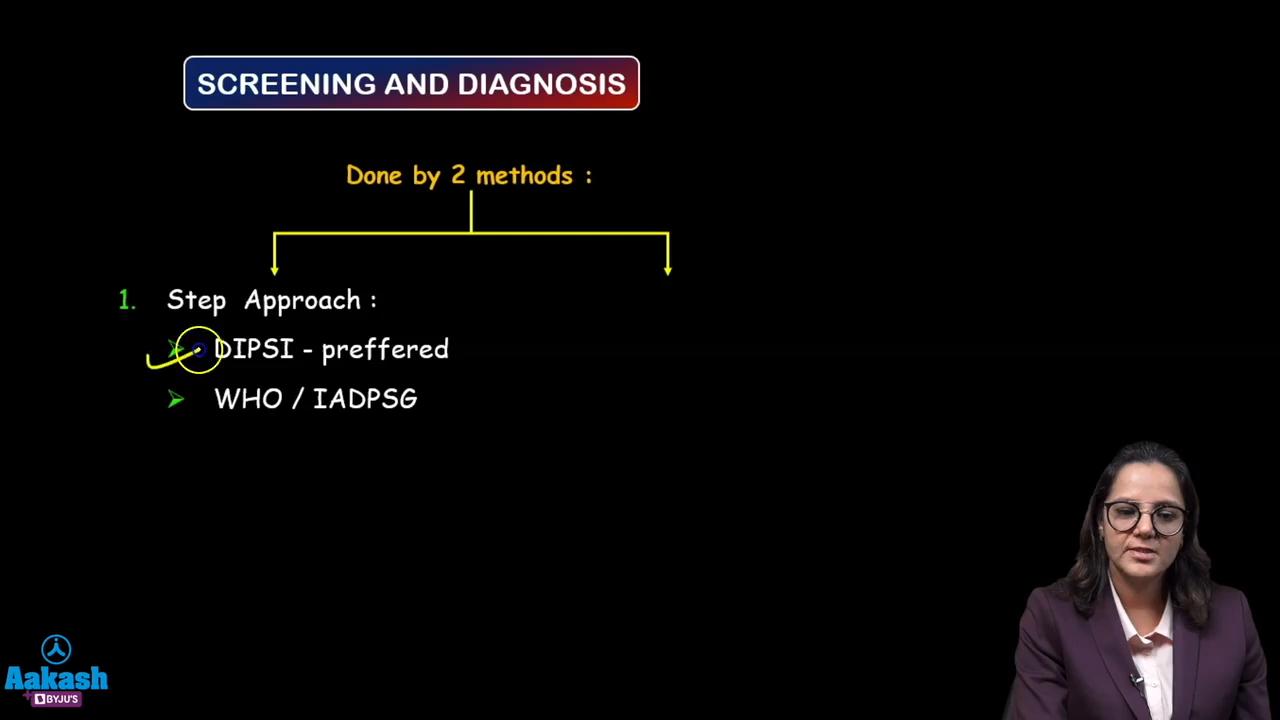 SCREENING AND DIAGNOSIS
Done by 2 methods :
1. Step Approach :
DIPSI - preffered
WHO / IADPSG
Aakash
+ BYJU'S